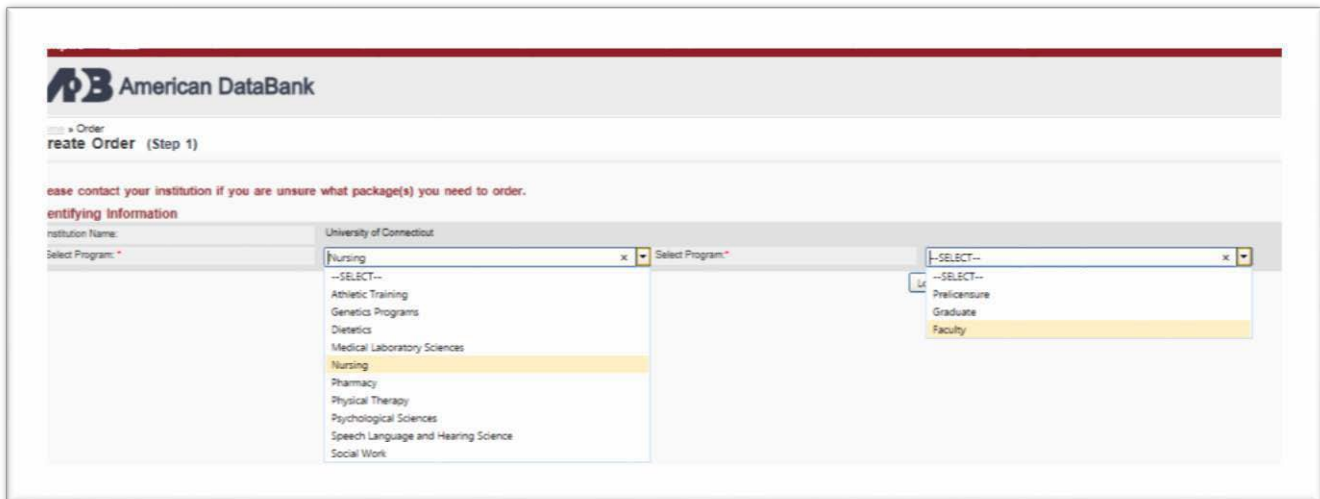 ADB American DataBank
» Order
reate Order (Step 1)
ease contact your institution if you are unsure what package(s) you need to order.
entifying Information
nstitution Name: University of Connecticut
Select Program: * Nursing x Select Program:* --SELECT-- x
--SELECT--
Athletic Training
Genetics Programs
Dietetics
Medical Laboratory Sciences
Nursing
Pharmacy
Physical Therapy
Psychological Sciences
Speech Language and Hearing Science
Social Work
Lo
--SELECT--
Prelicensure
Graduate
Faculty